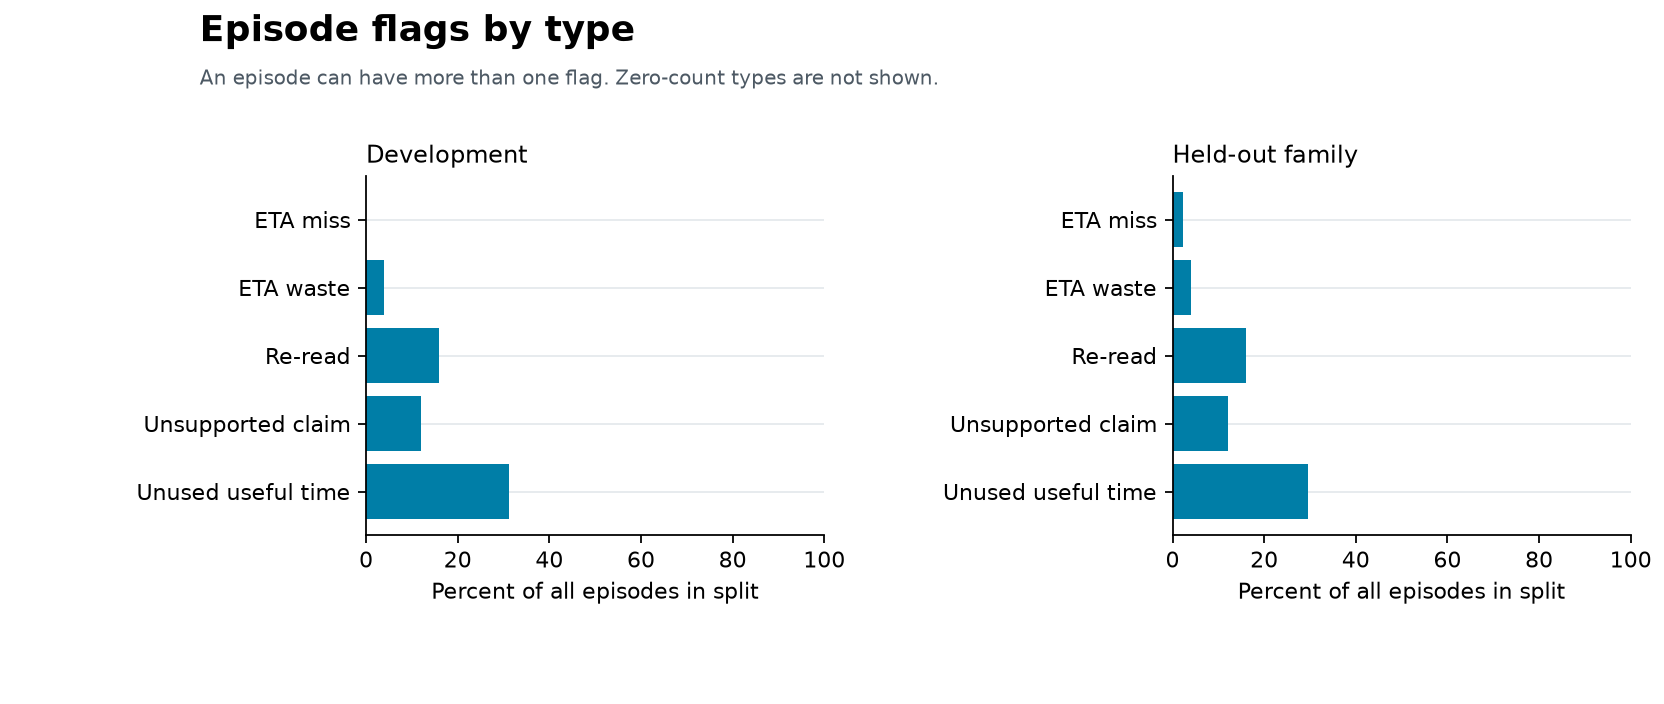 Episode flags by type
An episode can have more than one flag. Zero-count types are not shown.
Development
ETA miss
ETA waste
Re-read
Unsupported claim
Unused useful time
0 20 40 60 80 100
Percent of all episodes in split
Held-out family
ETA miss
ETA waste
Re-read
Unsupported claim
Unused useful time
0 20 40 60 80 100
Percent of all episodes in split